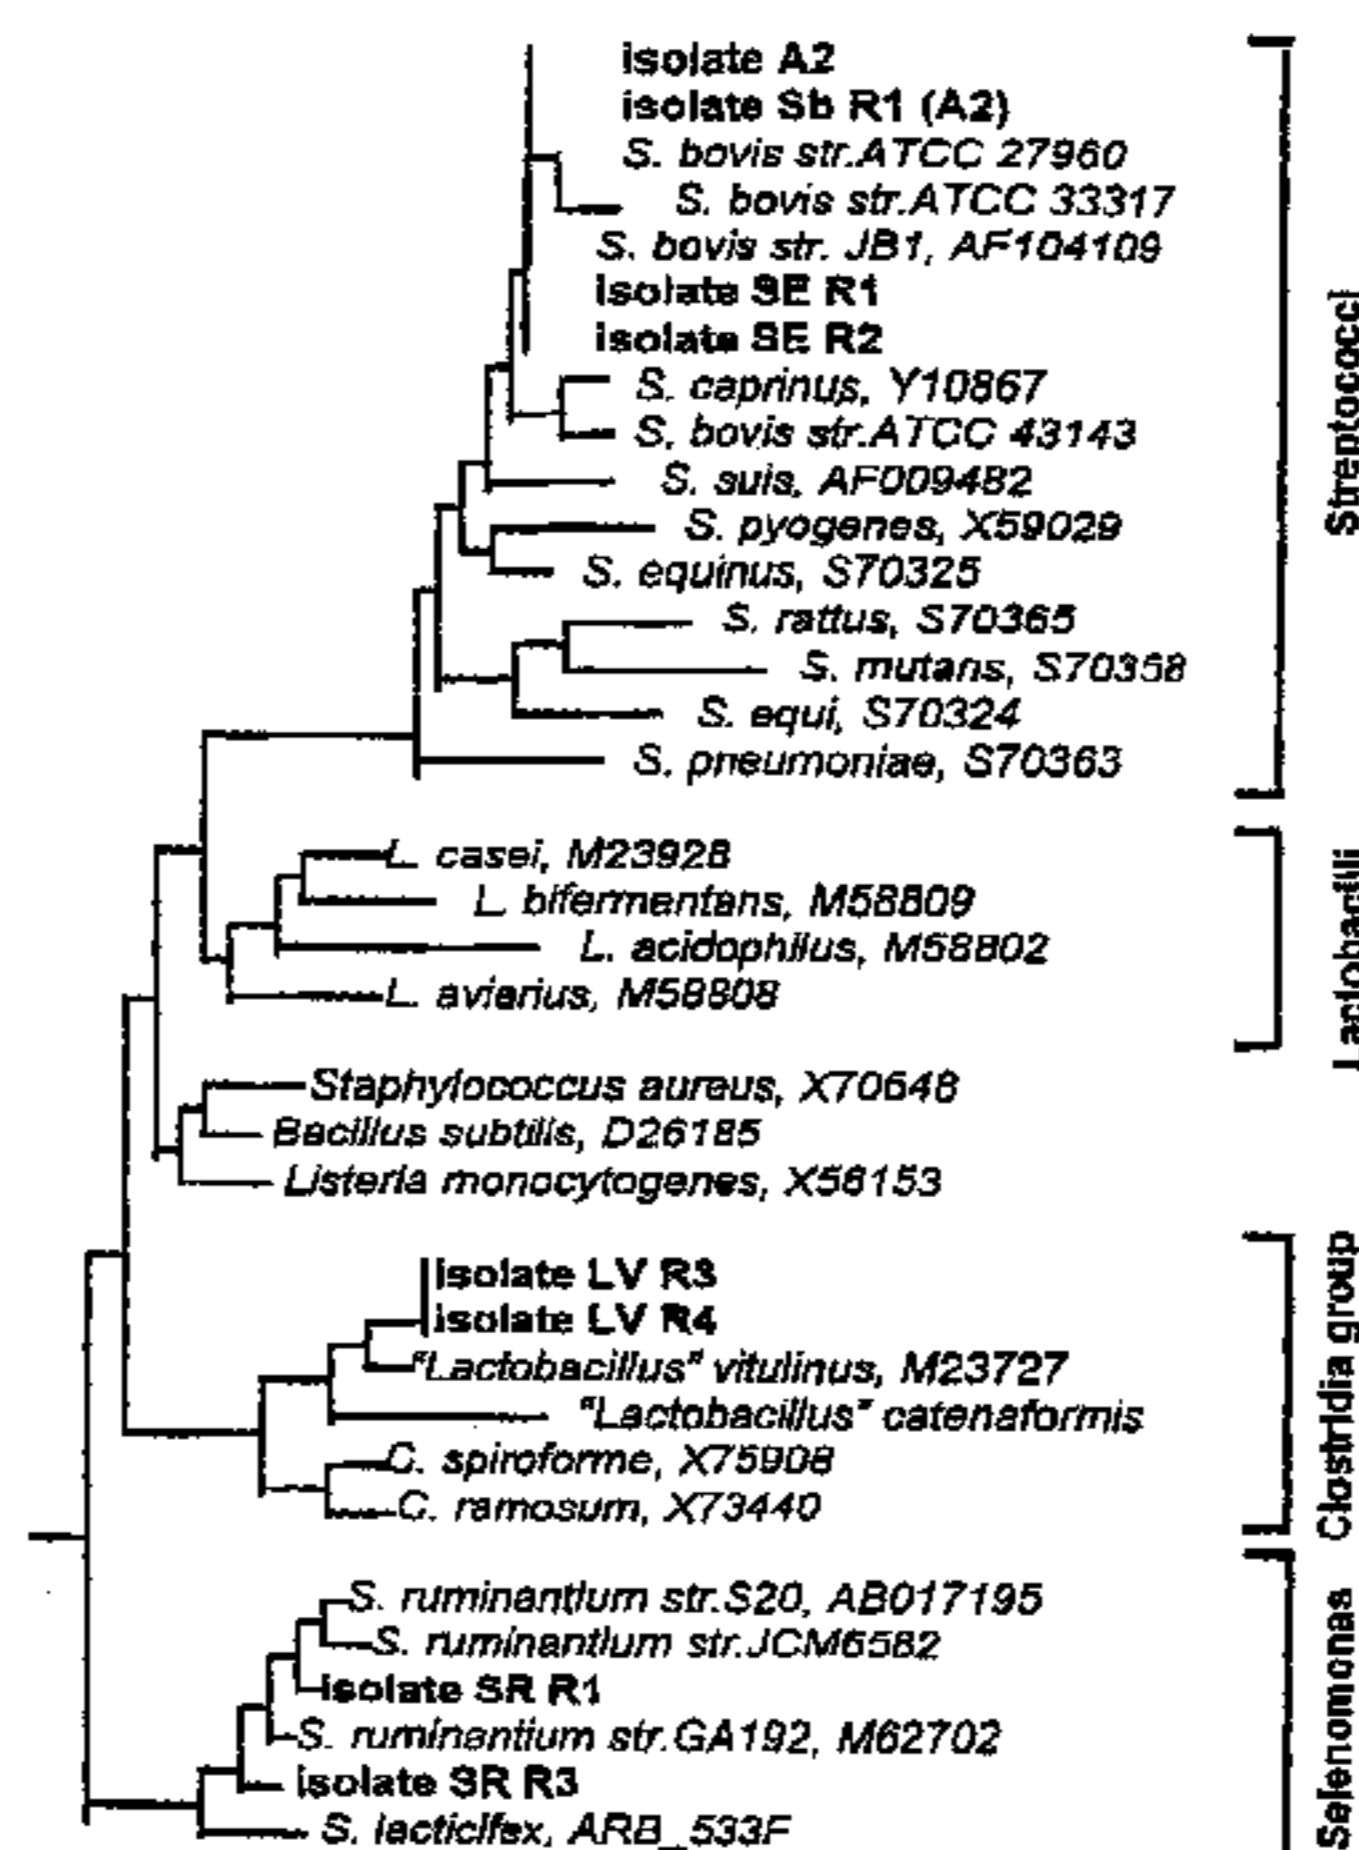 isolate A2
isolate Sb R1 (A2)
S. bovis str.ATCC 27960
S. bovis str.ATCC 33317
S. bovis str. JB1, AF104109
isolate SE R1
isolate SE R2
S. caprinus, Y10867
S. bovis str.ATCC 43143
S. suis, AF009482
S. pyogenes, X59029
S. equinus, S70325
S. rattus, S70365
S. mutans, S70358
S. equi, S70324
S. pneumoniae, S70363
Streptococci
L. casei, M23928
L. bifermentans, M58809
L. acidophilus, M58802
L. aviarius, M58808
Lactobacilli
Staphylococcus aureus, X70648
Bacillus subtilis, D26185
Listeria monocytogenes, X56153
isolate LV R3
isolate LV R4
"Lactobacillus" vitulinus, M23727
"Lactobacillus" catenaformis
C. spiroforme, X75908
C. ramosum, X73440
Clostridia group
S. ruminantium str.S20, AB017195
S. ruminantium str.JCM6582
isolate SR R1
S. ruminantium str.GA192, M62702
isolate SR R3
S. lacticifex, ARB_533F
Selenomonas